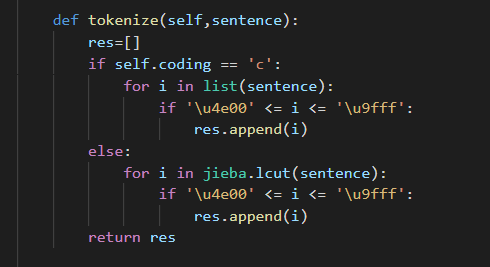 def tokenize(self,sentence):
    res=[]
    if self.coding == 'c':
        for i in list(sentence):
            if '\u4e00' <= i <= '\u9fff':
                res.append(i)
    else:
        for i in jieba.lcut(sentence):
            if '\u4e00' <= i <= '\u9fff':
                res.append(i)
    return res